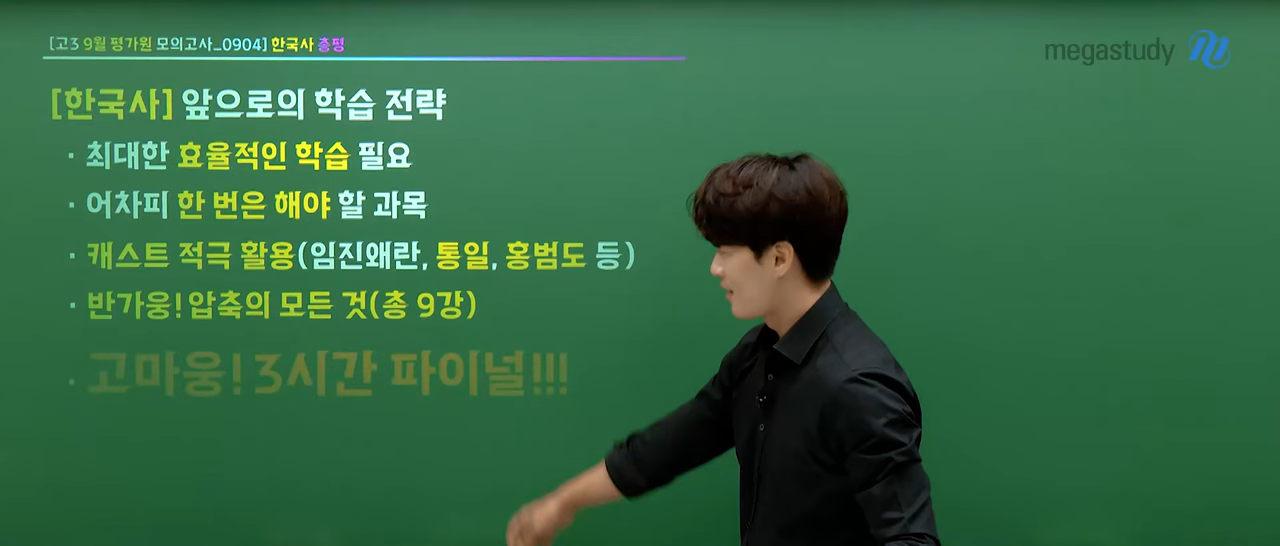 [고3 9월 평가원 모의고사_0904] 한국사 총평
megastudy
[한국사] 앞으로의 학습 전략
· 최대한 효율적인 학습 필요
· 어차피 한 번은 해야 할 과목
· 캐스트 적극 활용(임진왜란, 통일, 홍범도 등)
· 반가웅! 압축의 모든 것(총 9강)
· 고마웅! 3시간 파이널!!!